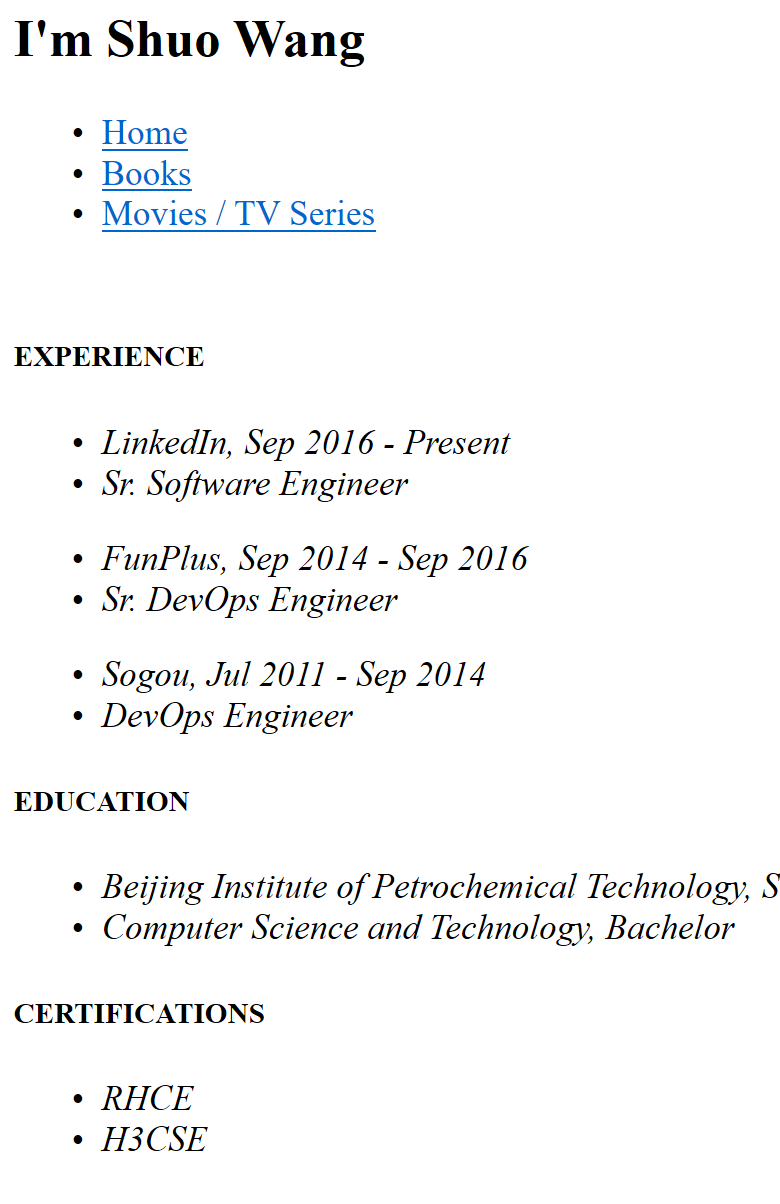 I'm Shuo Wang
Home
Books
Movies / TV Series
EXPERIENCE
LinkedIn, Sep 2016 - Present
Sr. Software Engineer
FunPlus, Sep 2014 - Sep 2016
Sr. DevOps Engineer
Sogou, Jul 2011 - Sep 2014
DevOps Engineer
EDUCATION
Beijing Institute of Petrochemical Technology,
Computer Science and Technology, Bachelor
CERTIFICATIONS
RHCE
H3CSE